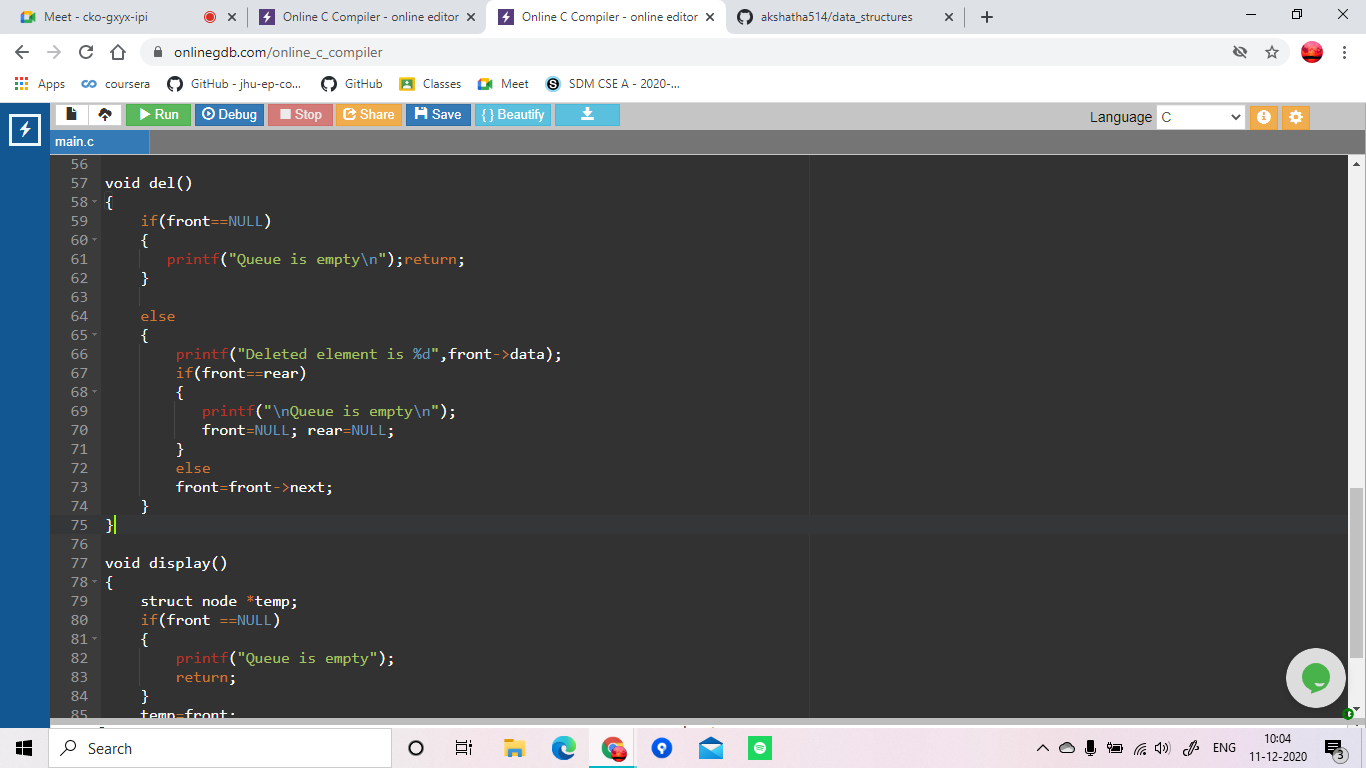 Meet - cko-gxyx-ipi
Online C Compiler - online editor
Online C Compiler - online editor
akshatha514/data_structures
onlinegdb.com/online_c_compiler
Apps
coursera
GitHub - jhu-ep-co...
GitHub
Classes
Meet
SDM CSE A - 2020-...
Run
Debug
Stop
Share
Save
{ } Beautify
Language
C
main.c
56
57 void del()
58 {
59 if(front==NULL)
60 {
61 printf("Queue is empty\n");return;
62 }
63
64 else
65 {
66 printf("Deleted element is %d",front->data);
67 if(front==rear)
68 {
69 printf("\nQueue is empty\n");
70 front=NULL; rear=NULL;
71 }
72 else
73 front=front->next;
74 }
75 }
76
77 void display()
78 {
79 struct node *temp;
80 if(front ==NULL)
81 {
82 printf("Queue is empty");
83 return;
84 }
85 temp=front;
Search
ENG
10:04
11-12-2020
3